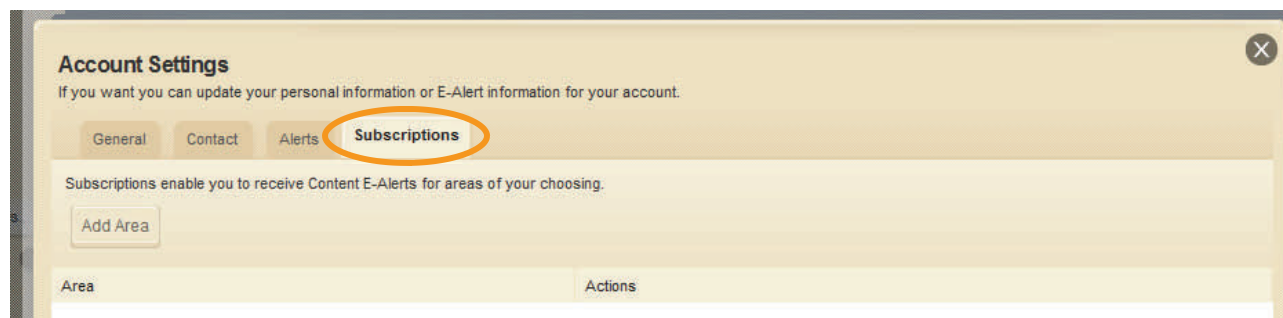 Account Settings
If you want you can update your personal information or E-Alert information for your account.
General Contact Alerts Subscriptions
Subscriptions enable you to receive Content E-Alerts for areas of your choosing.
Add Area
Area Actions